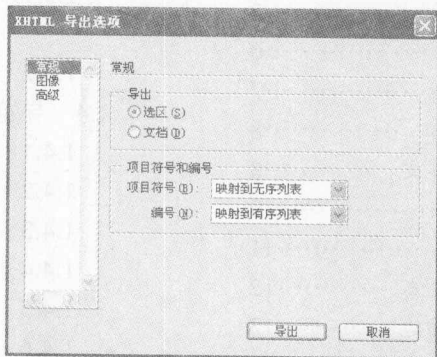 XHTML 导出选项
常规
图像
高级
常规
导出
选区(S)
文档(D)
项目符号和编号
项目符号(B): 映射到无序列表
编号(N): 映射到有序列表
导出
取消